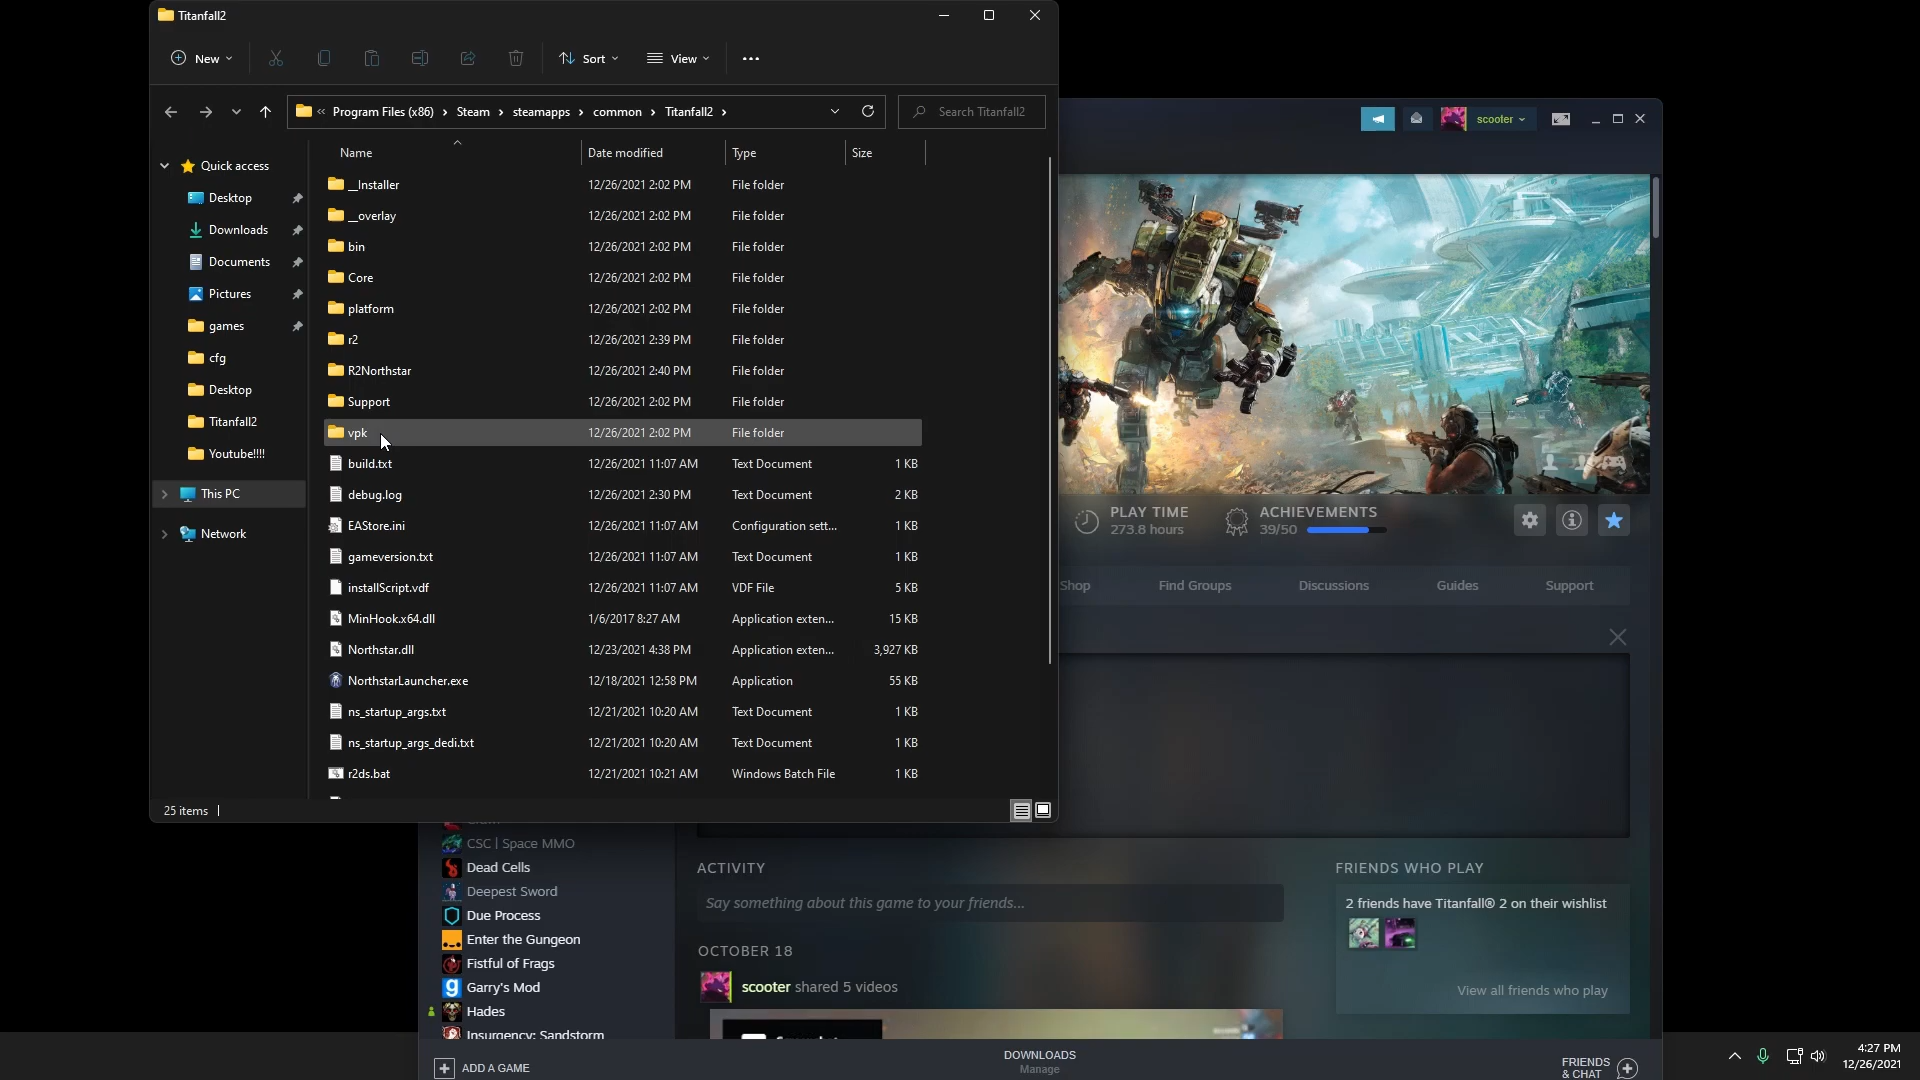 Titanfall2
New
Sort
View
« Program Files (x86) › Steam › steamapps › common › Titanfall2 ›
Search Titanfall2
Name
Date modified
Type
Size
Quick access
Desktop
Downloads
Documents
Pictures
games
cfg
Desktop
Titanfall2
Youtube!!!!
This PC
Network
__Installer 12/26/2021 2:02 PM File folder
__overlay 12/26/2021 2:02 PM File folder
bin 12/26/2021 2:02 PM File folder
Core 12/26/2021 2:02 PM File folder
platform 12/26/2021 2:02 PM File folder
r2 12/26/2021 2:39 PM File folder
R2Northstar 12/26/2021 2:40 PM File folder
Support 12/26/2021 2:02 PM File folder
vpk 12/26/2021 2:02 PM File folder
build.txt 12/26/2021 11:07 AM Text Document 1 KB
debug.log 12/26/2021 2:30 PM Text Document 2 KB
EAStore.ini 12/26/2021 11:07 AM Configuration sett... 1 KB
gameversion.txt 12/26/2021 11:07 AM Text Document 1 KB
installScript.vdf 12/26/2021 11:07 AM VDF File 5 KB
MinHook.x64.dll 1/6/2017 8:27 AM Application exten... 15 KB
Northstar.dll 12/23/2021 4:38 PM Application exten... 3,927 KB
NorthstarLauncher.exe 12/18/2021 12:58 PM Application 55 KB
ns_startup_args.txt 12/21/2021 10:20 AM Text Document 1 KB
ns_startup_args_dedi.txt 12/21/2021 10:20 AM Text Document 1 KB
r2ds.bat 12/21/2021 10:21 AM Windows Batch File 1 KB
25 items
scooter
PLAY TIME
273.8 hours
ACHIEVEMENTS
39/50
Shop
Find Groups
Discussions
Guides
Support
CSC | Space MMO
Dead Cells
Deepest Sword
Due Process
Enter the Gungeon
Fistful of Frags
Garry's Mod
Hades
Insurgency: Sandstorm
ACTIVITY
Say something about this game to your friends...
OCTOBER 18
scooter shared 5 videos
FRIENDS WHO PLAY
2 friends have Titanfall® 2 on their wishlist
View all friends who play
ADD A GAME
DOWNLOADS
Manage
FRIENDS
& CHAT
4:27 PM
12/26/2021